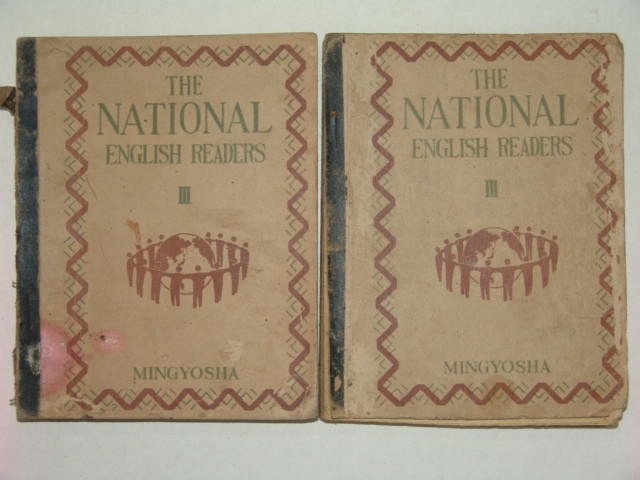 THE
NATIONAL
ENGLISH READERS
III
MINGYOSHA
THE
NATIONAL
ENGLISH READERS
III
MINGYOSHA